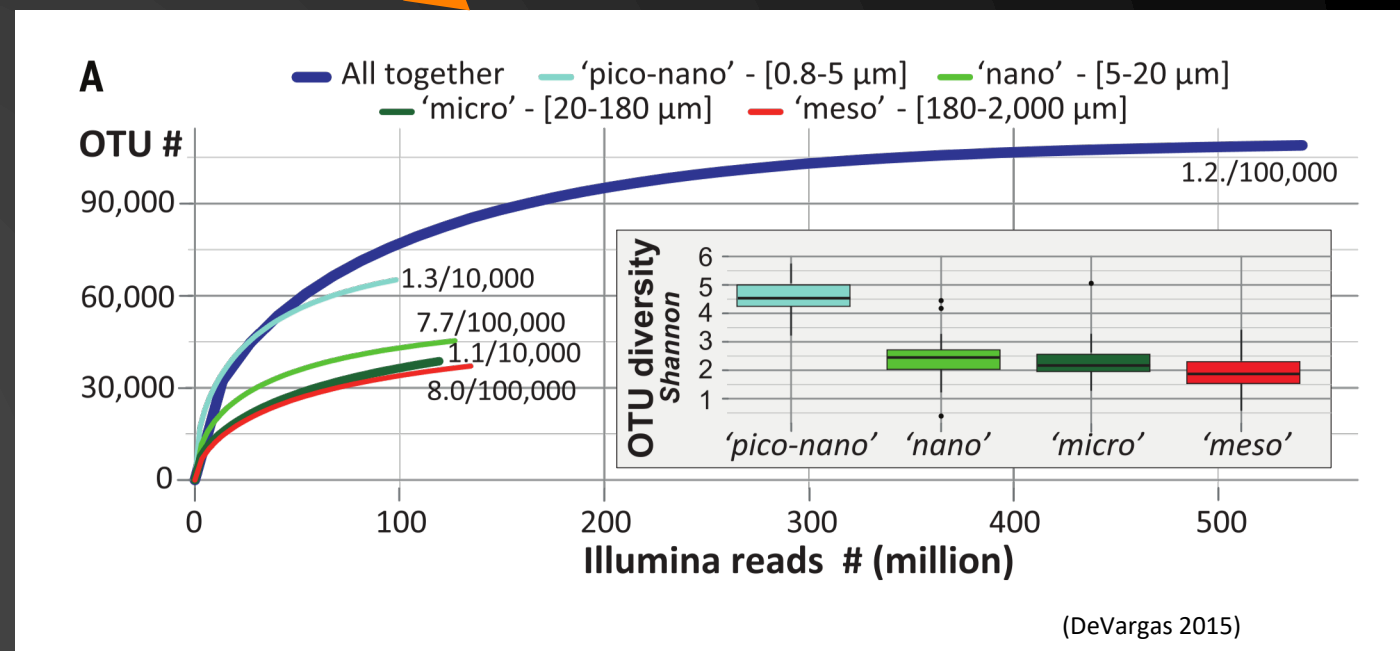 A
All together 'pico-nano' - [0.8-5 µm] 'nano' - [5-20 µm]
'micro' - [20-180 µm] 'meso' - [180-2,000 µm]
OTU #
90,000
60,000
30,000
0
1.2./100,000
1.3/10,000
7.7/100,000
1.1/10,000
8.0/100,000
OTU diversity
Shannon
6
5
4
3
2
1
'pico-nano' 'nano' 'micro' 'meso'
0 100 200 300 400 500
Illumina reads # (million)
(DeVargas 2015)